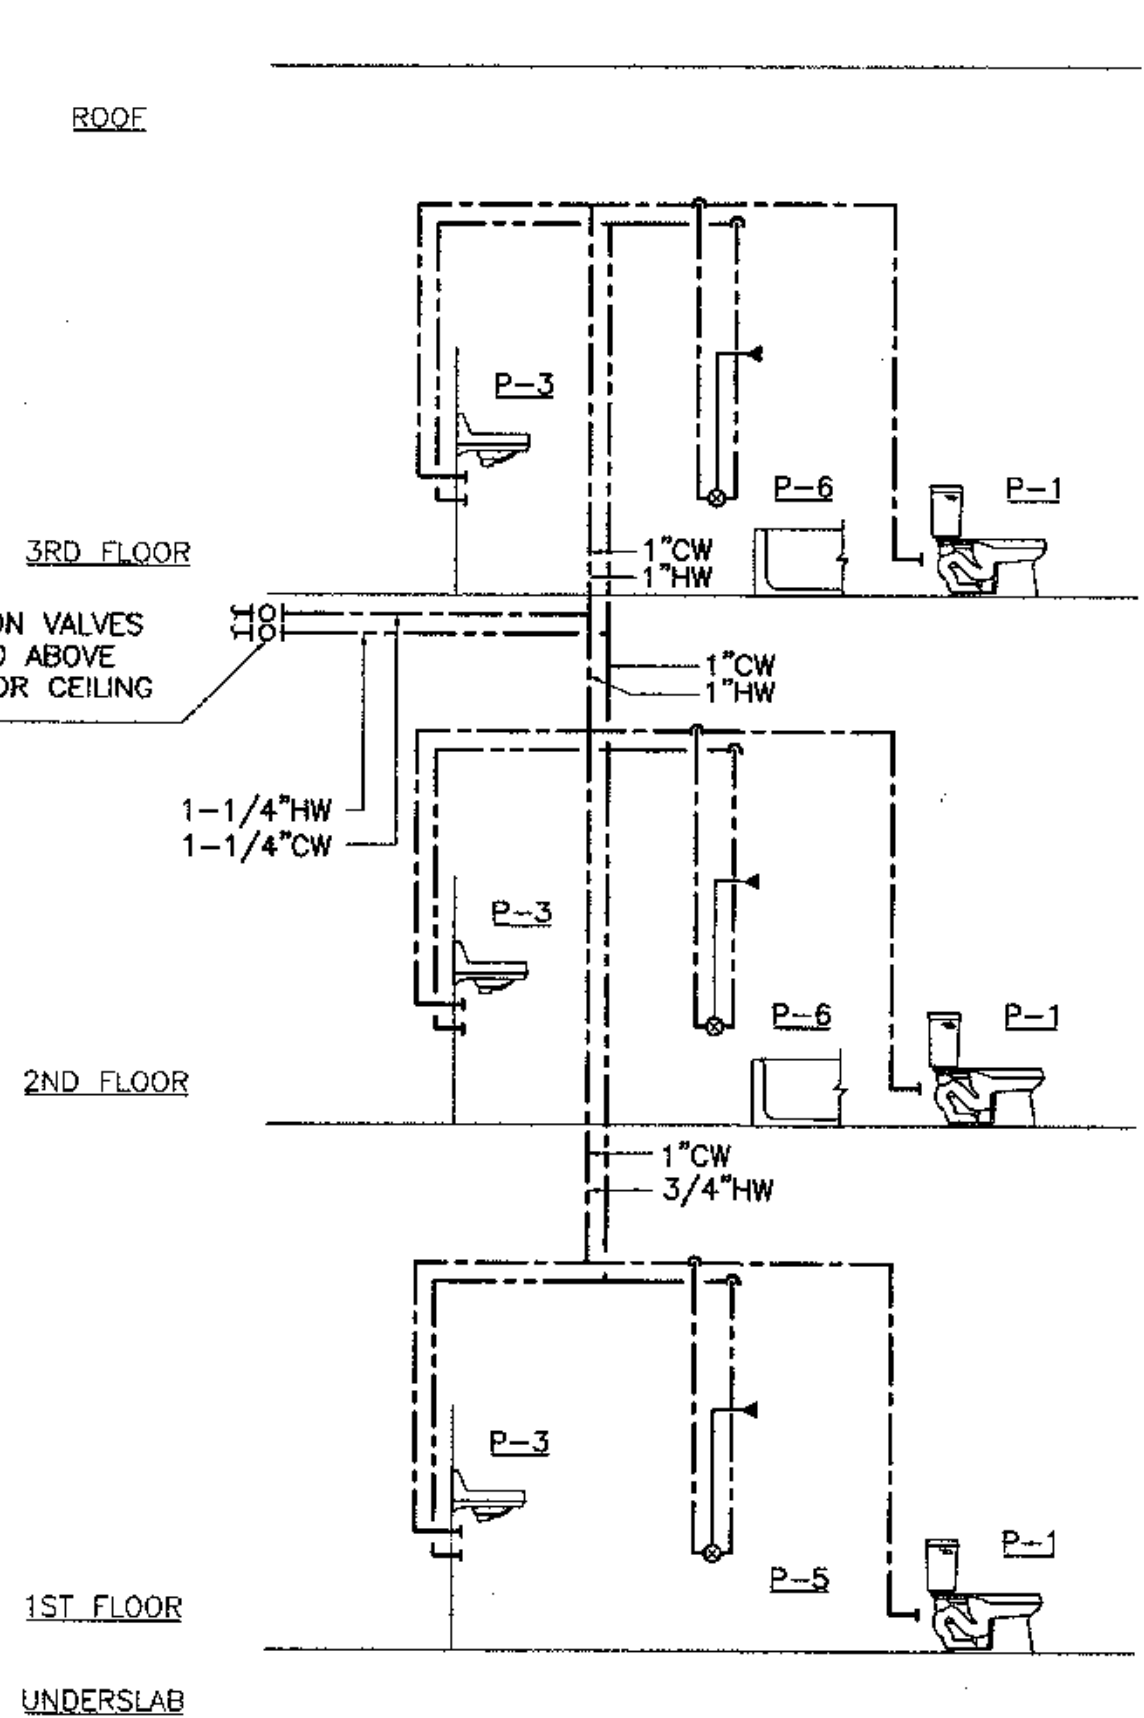 ROOF
P-3
P-6
P-1
3RD FLOOR
1"CW
1"HW
ON VALVES
D ABOVE
OR CEILING
1"CW
1"HW
1-1/4"HW
1-1/4"CW
P-3
P-6
P-1
2ND FLOOR
1"CW
3/4"HW
P-3
P-1
P-5
1ST FLOOR
UNDERSLAB